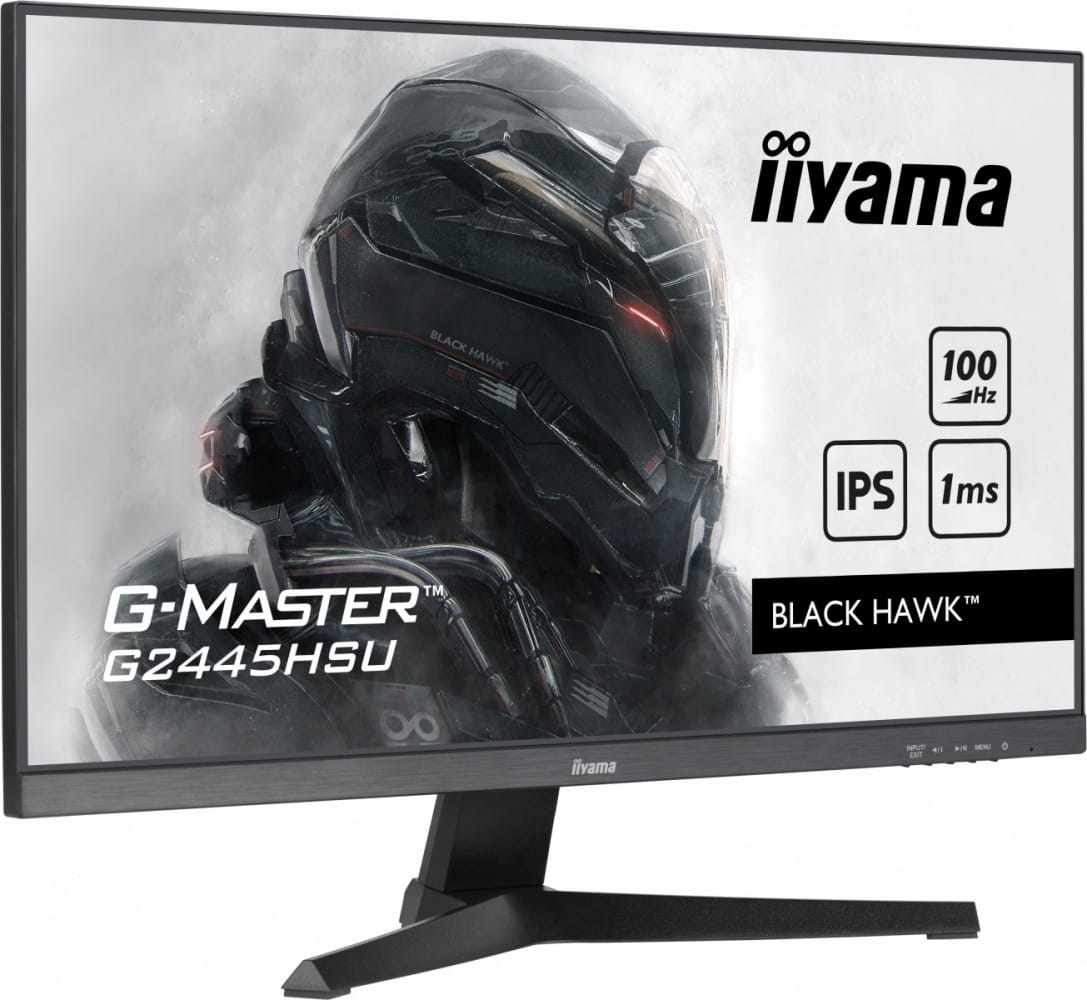 iiyama
BLACK HAWK™
100
Hz
IPS
1ms
G-MASTER™
G2445HSU
BLACK HAWK™
iiyama
INPUT/
EXIT
MENU